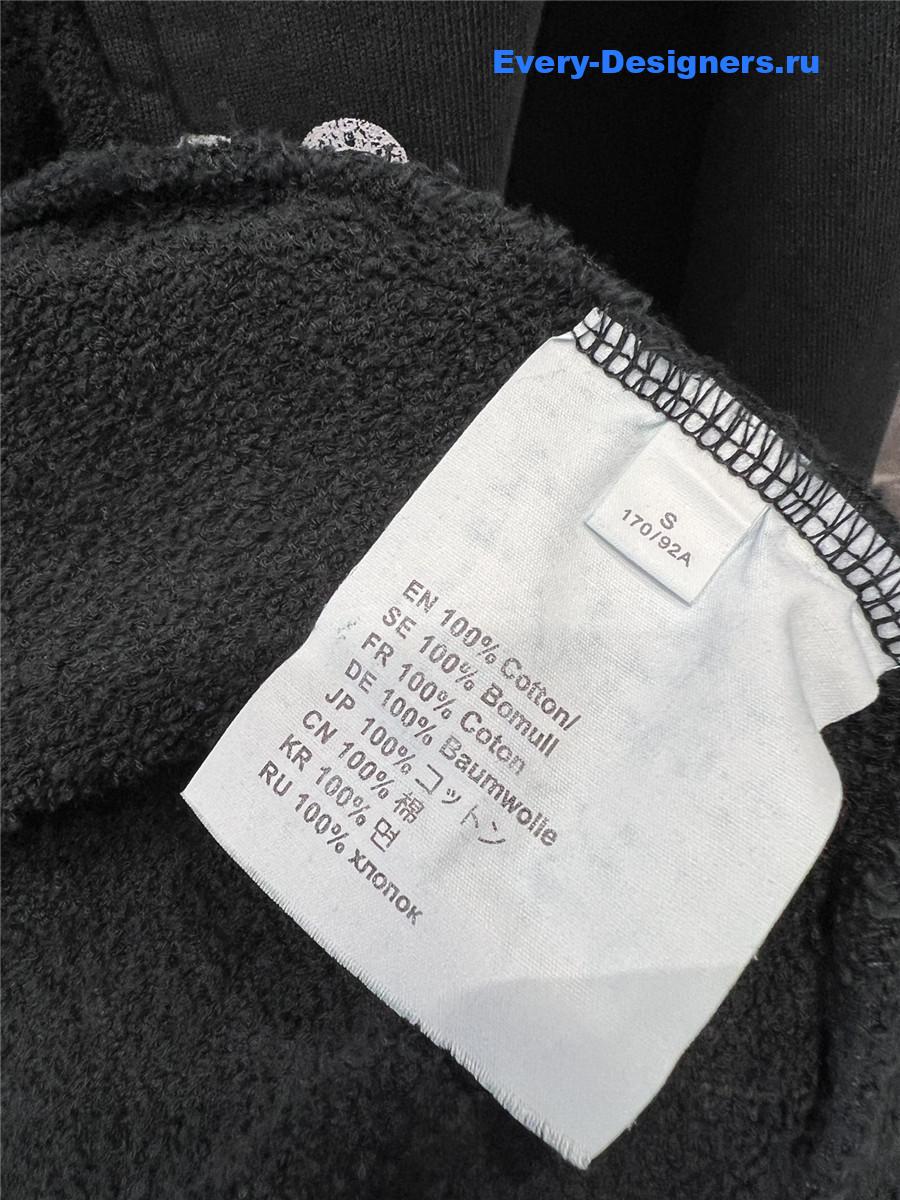 Every-Designers.ru
S
170/92A
EN 100% Cotton/
SE 100% Bomull
FR 100% Coton
DE 100% Baumwolle
JP 100% コットン
CN 100% 棉
KR 100% 면
RU 100% хлопок